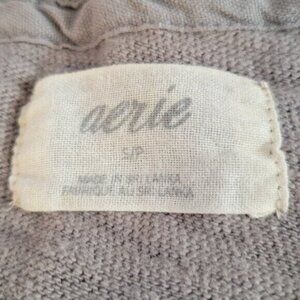 aerie
S/P
MADE IN SRI LANKA
FABRIQUE AU SRI LANKA